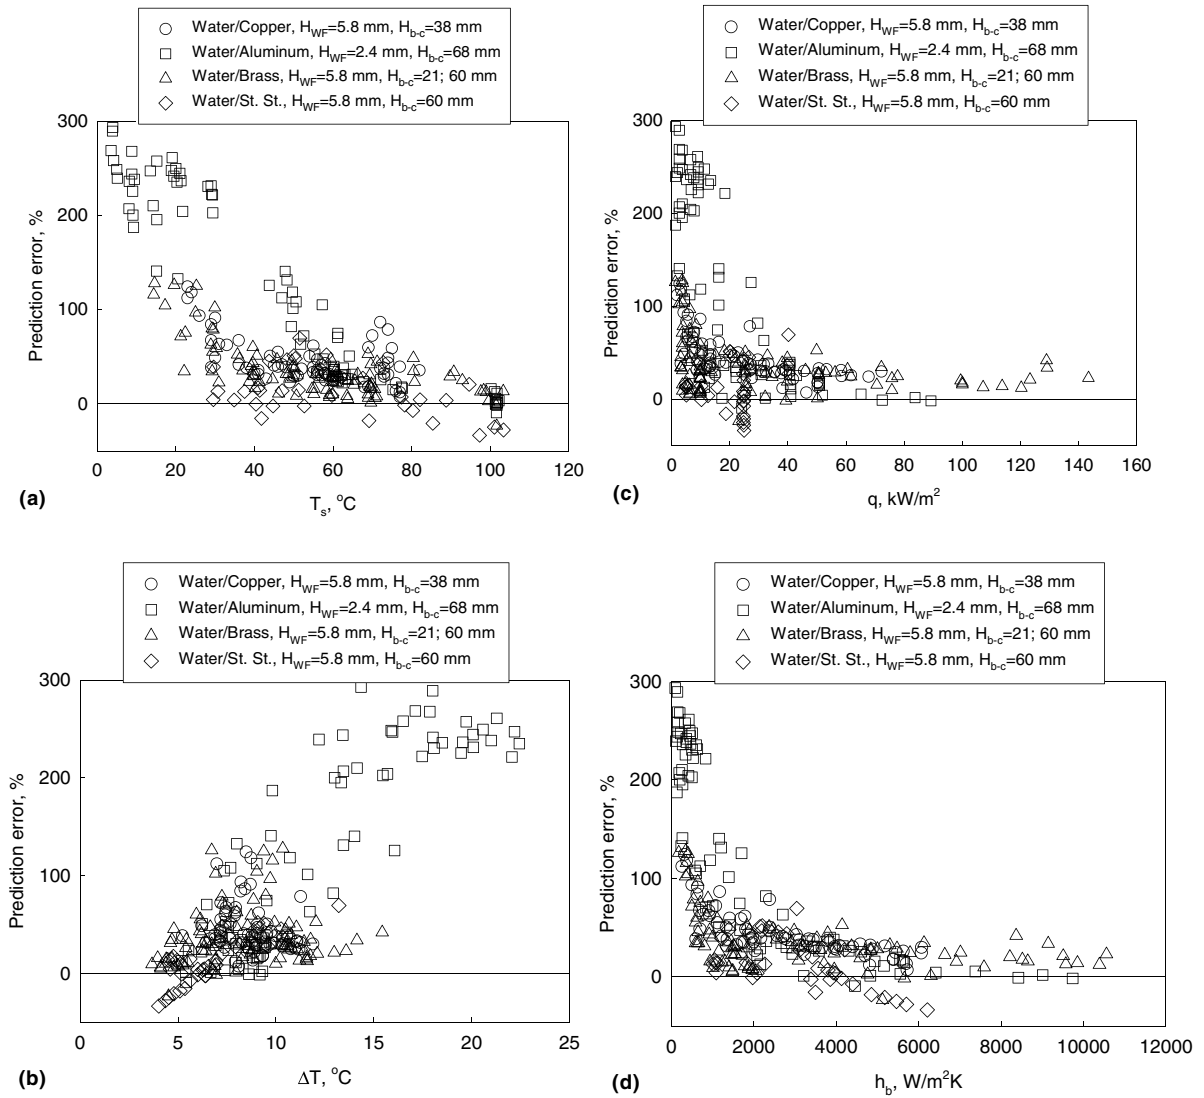 Water/Copper, H_WF=5.8 mm, H_b-c=38 mm
Water/Aluminum, H_WF=2.4 mm, H_b-c=68 mm
Water/Brass, H_WF=5.8 mm, H_b-c=21; 60 mm
Water/St. St., H_WF=5.8 mm, H_b-c=60 mm
300
200
100
0
Prediction error, %
0 20 40 60 80 100 120
T_s, °C
(a)
Water/Copper, H_WF=5.8 mm, H_b-c=38 mm
Water/Aluminum, H_WF=2.4 mm, H_b-c=68 mm
Water/Brass, H_WF=5.8 mm, H_b-c=21; 60 mm
Water/St. St., H_WF=5.8 mm, H_b-c=60 mm
300
200
100
0
Prediction error, %
0 20 40 60 80 100 120 140 160
q, kW/m²
(c)
Water/Copper, H_WF=5.8 mm, H_b-c=38 mm
Water/Aluminum, H_WF=2.4 mm, H_b-c=68 mm
Water/Brass, H_WF=5.8 mm, H_b-c=21; 60 mm
Water/St. St., H_WF=5.8 mm, H_b-c=60 mm
300
200
100
0
Prediction error, %
0 5 10 15 20 25
ΔT, °C
(b)
Water/Copper, H_WF=5.8 mm, H_b-c=38 mm
Water/Aluminum, H_WF=2.4 mm, H_b-c=68 mm
Water/Brass, H_WF=5.8 mm, H_b-c=21; 60 mm
Water/St. St., H_WF=5.8 mm, H_b-c=60 mm
300
200
100
0
Prediction error, %
0 2000 4000 6000 8000 10000 12000
h_b, W/m²K
(d)